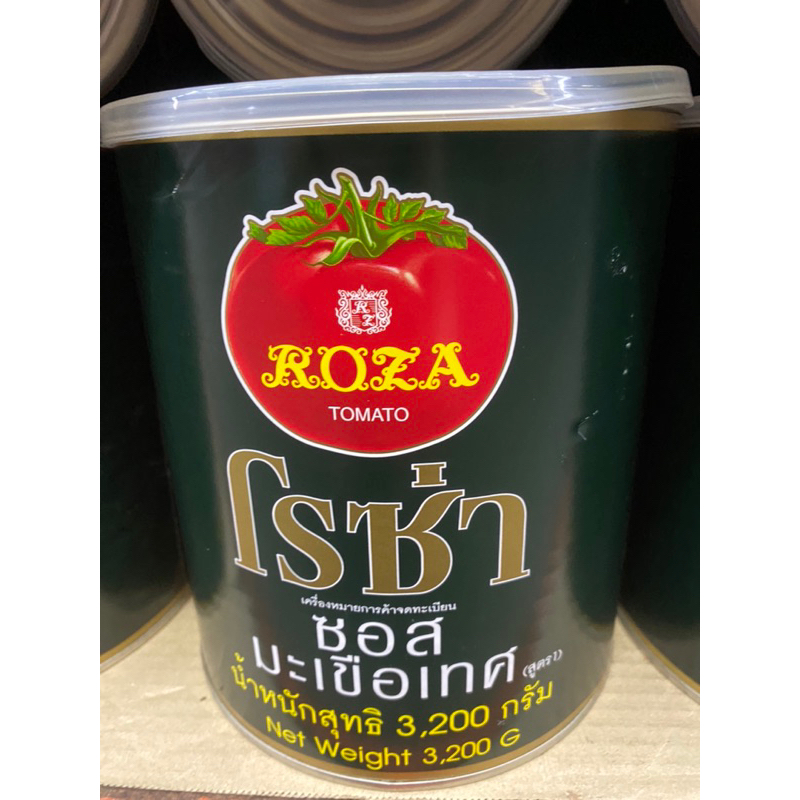 R
Z
ROZA
TOMATO
โรซ่า
เครื่องหมายการค้าจดทะเบียน
ซอส
มะเขือเทศ (สูตร1)
น้ำหนักสุทธิ 3,200 กรัม
Net Weight 3,200 G